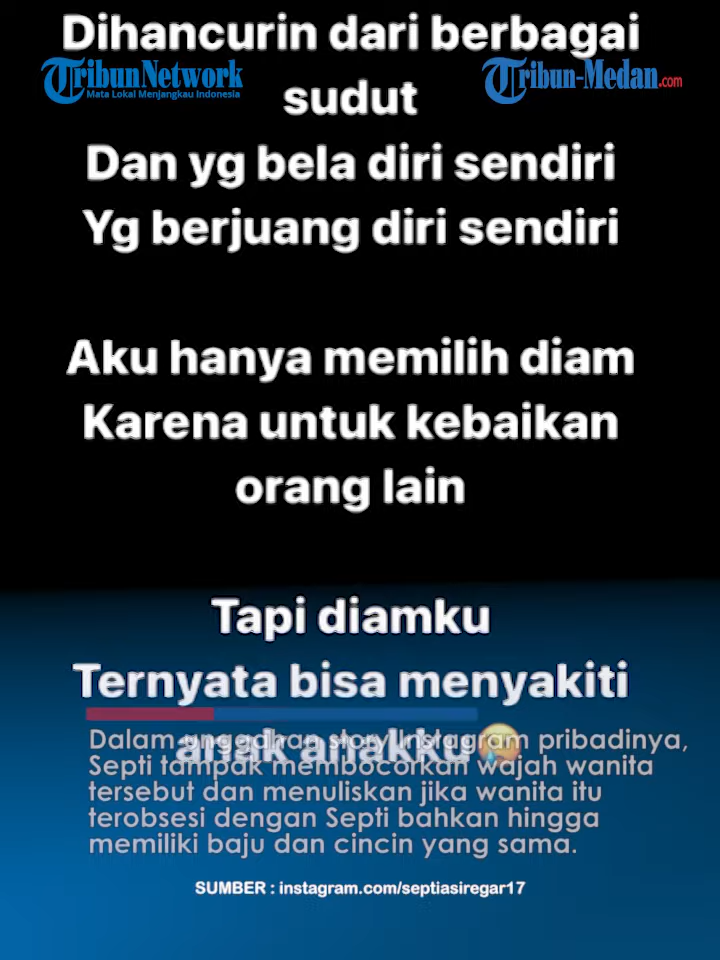 Dihancurin dari berbagai
TribunNetwork
Mata Lokal Menjangkau Indonesia
Tribun-Medan.com
sudut
Dan yg bela diri sendiri
Yg berjuang diri sendiri
Aku hanya memilih diam
Karena untuk kebaikan
orang lain
Tapi diamku
Ternyata bisa menyakiti
anak anakku 😥
Dalam unggahan story Instagram pribadinya,
Septi tampak membocorkan wajah wanita
tersebut dan menuliskan jika wanita itu
terobsesi dengan Septi bahkan hingga
memiliki baju dan cincin yang sama.
SUMBER : instagram.com/septiasiregar17